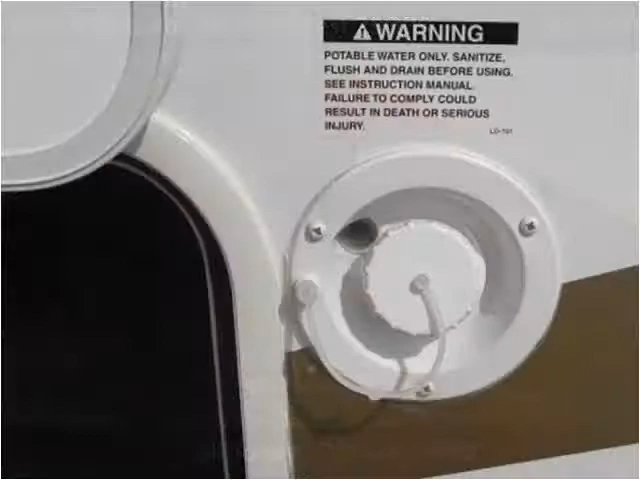 WARNING
POTABLE WATER ONLY. SANITIZE,
FLUSH AND DRAIN BEFORE USING.
SEE INSTRUCTION MANUAL.
FAILURE TO COMPLY COULD
RESULT IN DEATH OR SERIOUS
INJURY.